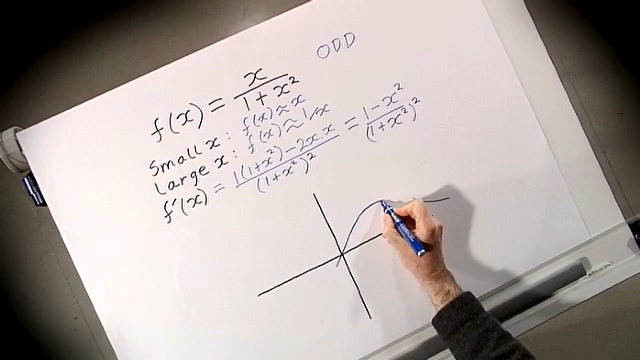 ODD
f(x) = x/(1 + x²)
Small x: f(x) ≈ x
large x: f(x) ≈ 1/x
f'(x) = (1(1+x²) − 2x.x)/(1+x²)² = (1 − x²)/(1+x²)²